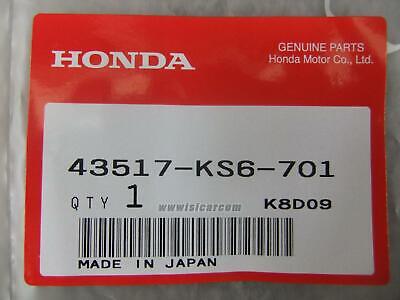 HONDA
GENUINE PARTS
Honda Motor Co., Ltd.
43517-KS6-701
QTY 1
K8D09
www.isicar.com
MADE IN JAPAN